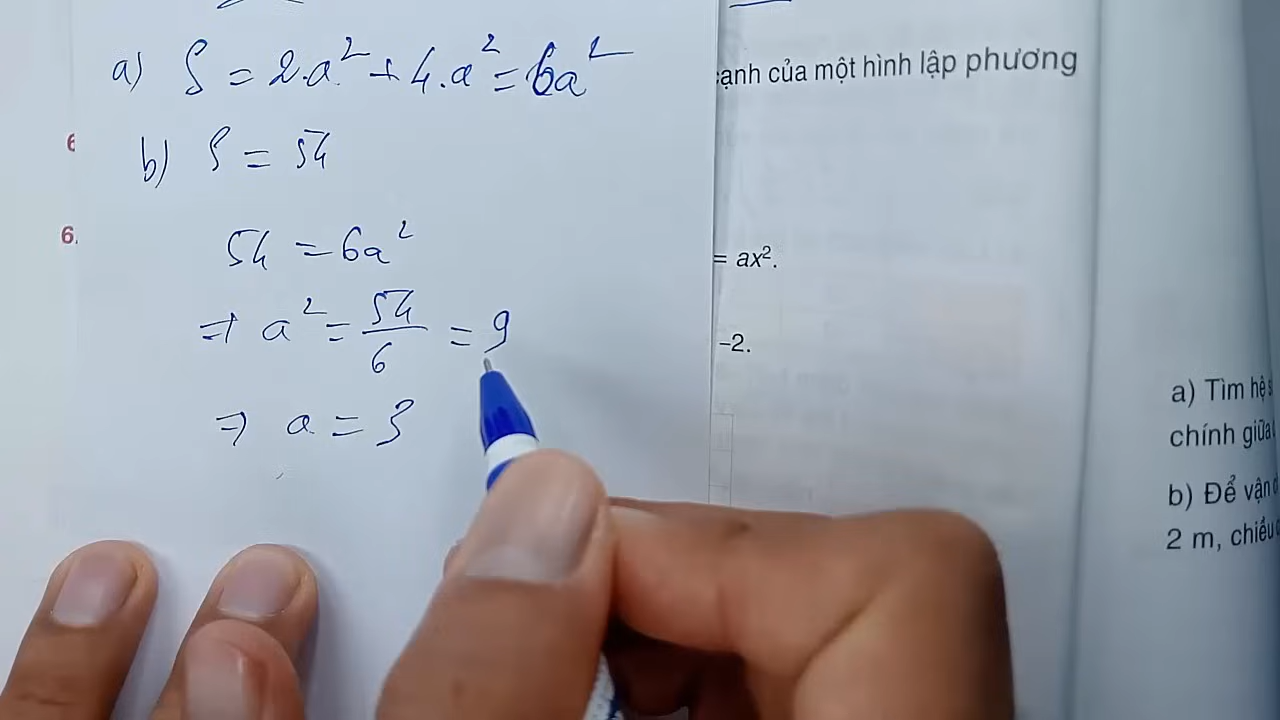 a) S = 2.a² + 4.a² = 6a²
cạnh của một hình lập phương
6
b) S = 54
6.
54 = 6a²
= ax².
⇒ a² = 54/6 = 9
–2.
⇒ a = 3
a) Tìm hệ
chính giữa
b) Để vận
2 m, chiều